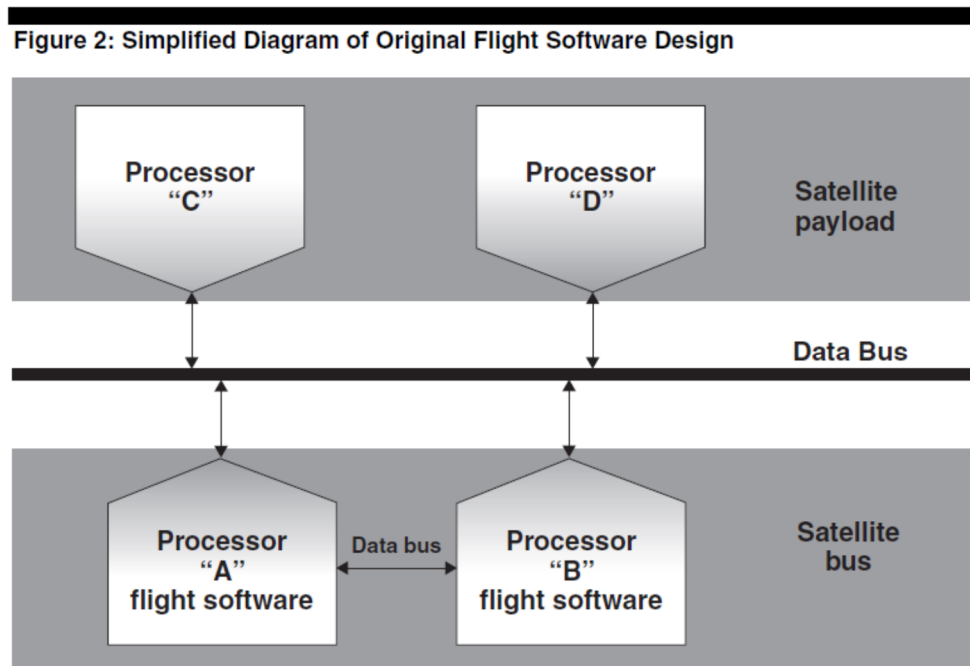 Figure 2: Simplified Diagram of Original Flight Software Design
Processor
“C”
Processor
“D”
Satellite
payload
Data Bus
Processor
“A”
flight software
Data bus
Processor
“B”
flight software
Satellite
bus